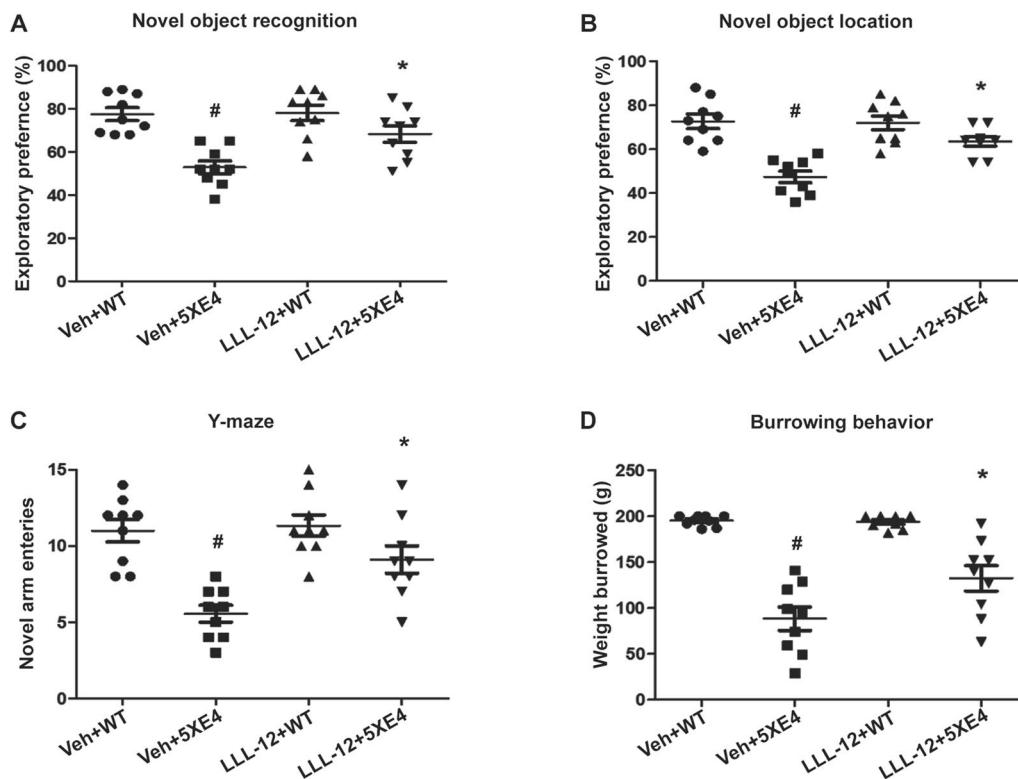 A
Novel object recognition
Exploratory prefernce (%)
100
80
60
40
20
0
#
*
Veh+WT
Veh+5XE4
LLL-12+WT
LLL-12+5XE4
B
Novel object location
Exploratory prefernce (%)
100
80
60
40
20
0
#
*
Veh+WT
Veh+5XE4
LLL-12+WT
LLL-12+5XE4
C
Y-maze
Novel arm enteries
15
10
5
0
#
*
Veh+WT
Veh+5XE4
LLL-12+WT
LLL-12+5XE4
D
Burrowing behavior
Weight burrowed (g)
250
200
150
100
50
0
#
*
Veh+WT
Veh+5XE4
LLL-12+WT
LLL-12+5XE4